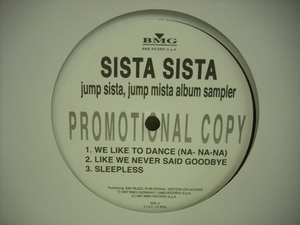 BMG
BMG RICORDI S.p.A.
SISTA SISTA
jump sista, jump mista album sampler
PROMOTIONAL COPY
1. WE LIKE TO DANCE (NA- NA-NA)
2. LIKE WE NEVER SAID GOODBYE
3. SLEEPLESS
SIDE A